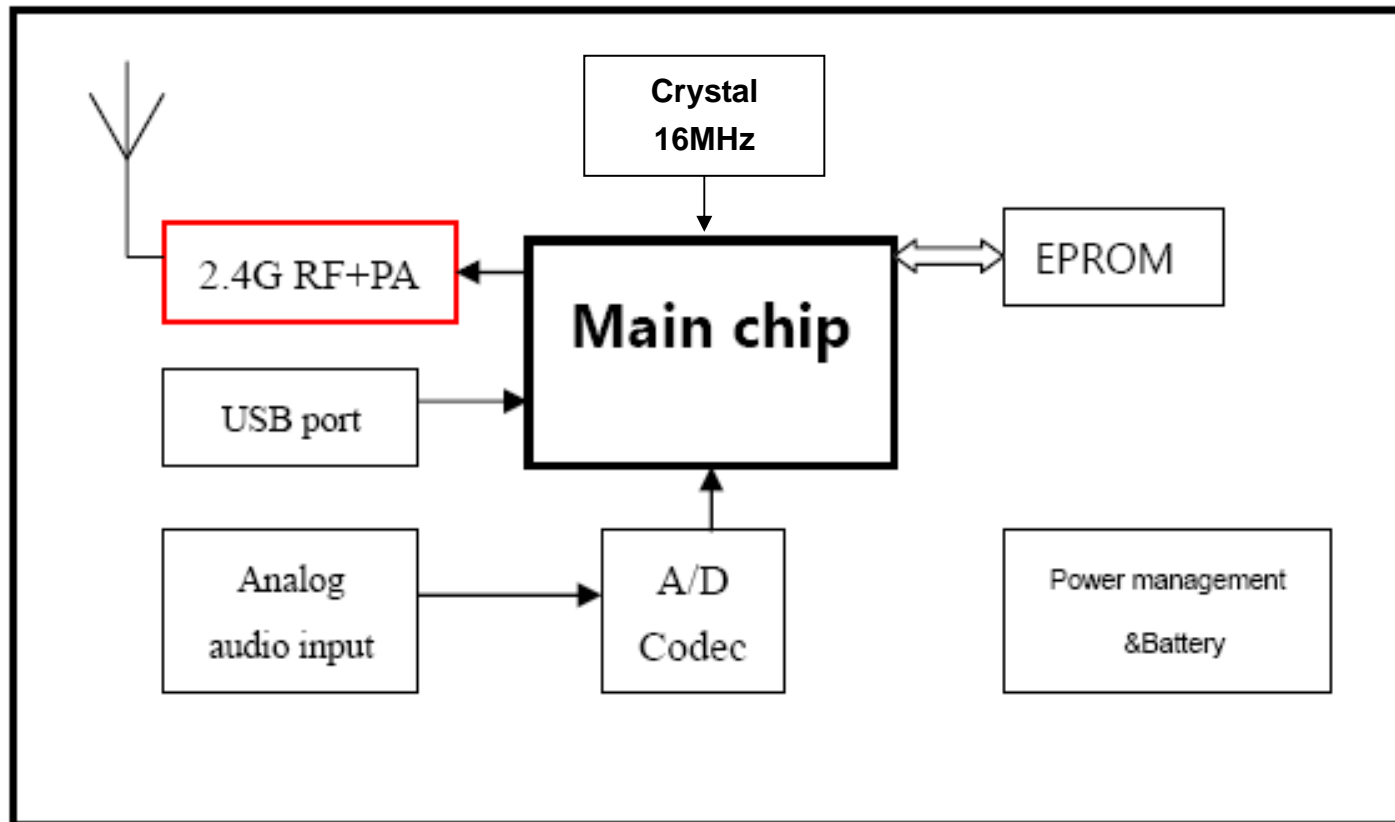 Crystal
16MHz
2.4G RF+PA
Main chip
EPROM
USB port
Analog
audio input
A/D
Codec
Power management
&Battery